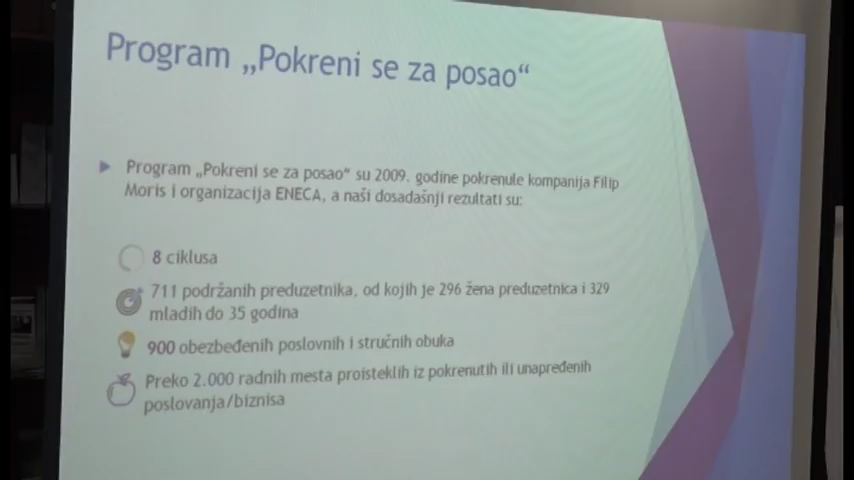 Program „Pokreni se za posao“
Program „Pokreni se za posao“ su 2009. godine pokrenule kompanija Filip
Moris i organizacija ENECA, a naši dosadašnji rezultati su:
8 ciklusa
711 podržanih preduzetnika, od kojih je 296 žena preduzetnica i 329
mladih do 35 godina
900 obezbeđenih poslovnih i stručnih obuka
Preko 2.000 radnih mesta proisteklih iz pokrenutih ili unapređenih
poslovanja/biznisa